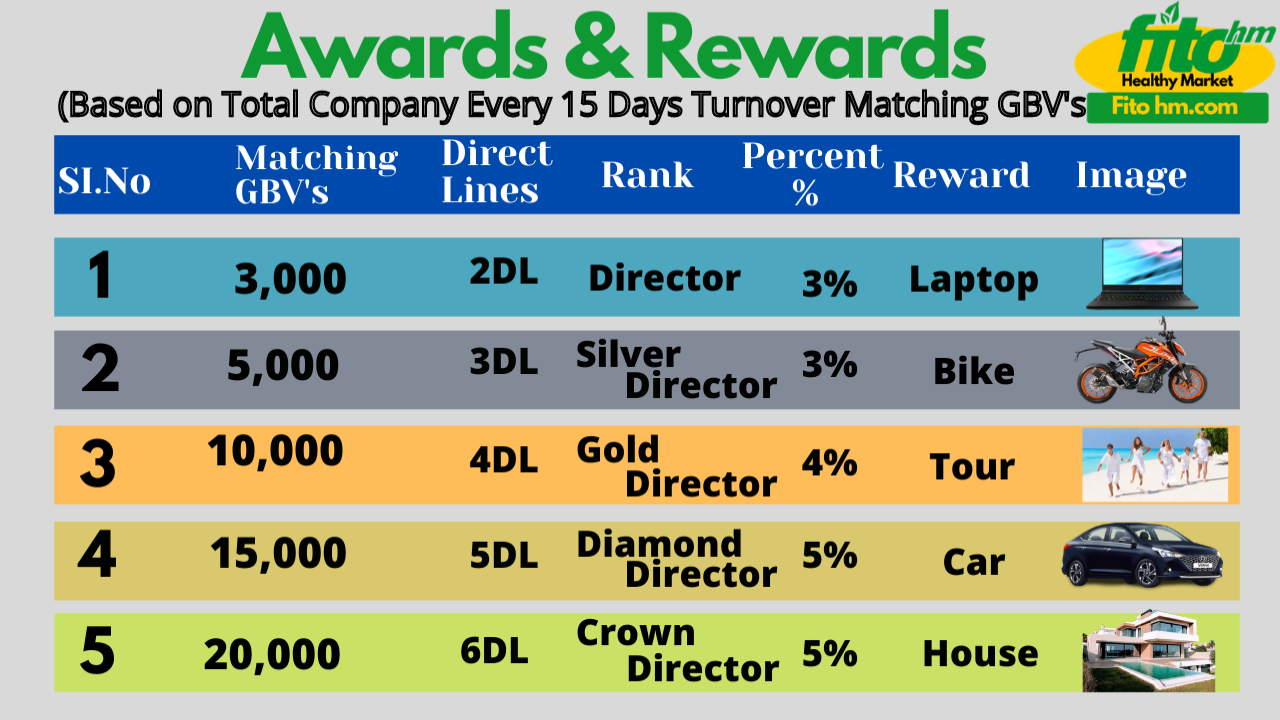 Awards & Rewards
fito hm
Healthy Market
Fito hm.com
(Based on Total Company Every 15 Days Turnover Matching GBV's
SI.No Matching GBV's Direct Lines Rank Percent % Reward Image
1 3,000 2DL Director 3% Laptop
2 5,000 3DL Silver Director 3% Bike
3 10,000 4DL Gold Director 4% Tour
4 15,000 5DL Diamond Director 5% Car
5 20,000 6DL Crown Director 5% House